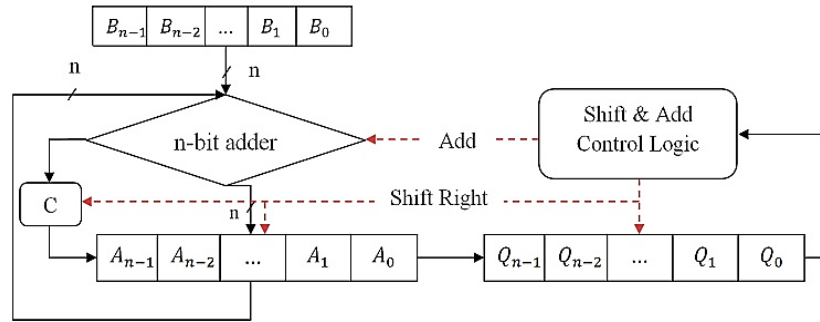 B_{n-1} B_{n-2} ... B_1 B_0
n
n
n-bit adder
Add
Shift & Add
Control Logic
C
n
Shift Right
A_{n-1} A_{n-2} ... A_1 A_0
Q_{n-1} Q_{n-2} ... Q_1 Q_0